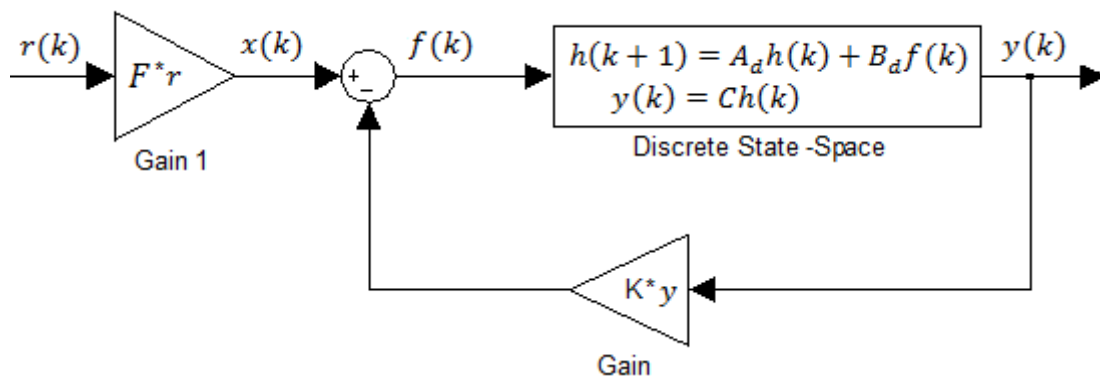 r(k)
x(k)
f(k)
y(k)
F*r
+
−
h(k + 1) = A_d h(k) + B_d f(k)
y(k) = Ch(k)
Gain 1
Discrete State -Space
K*y
Gain